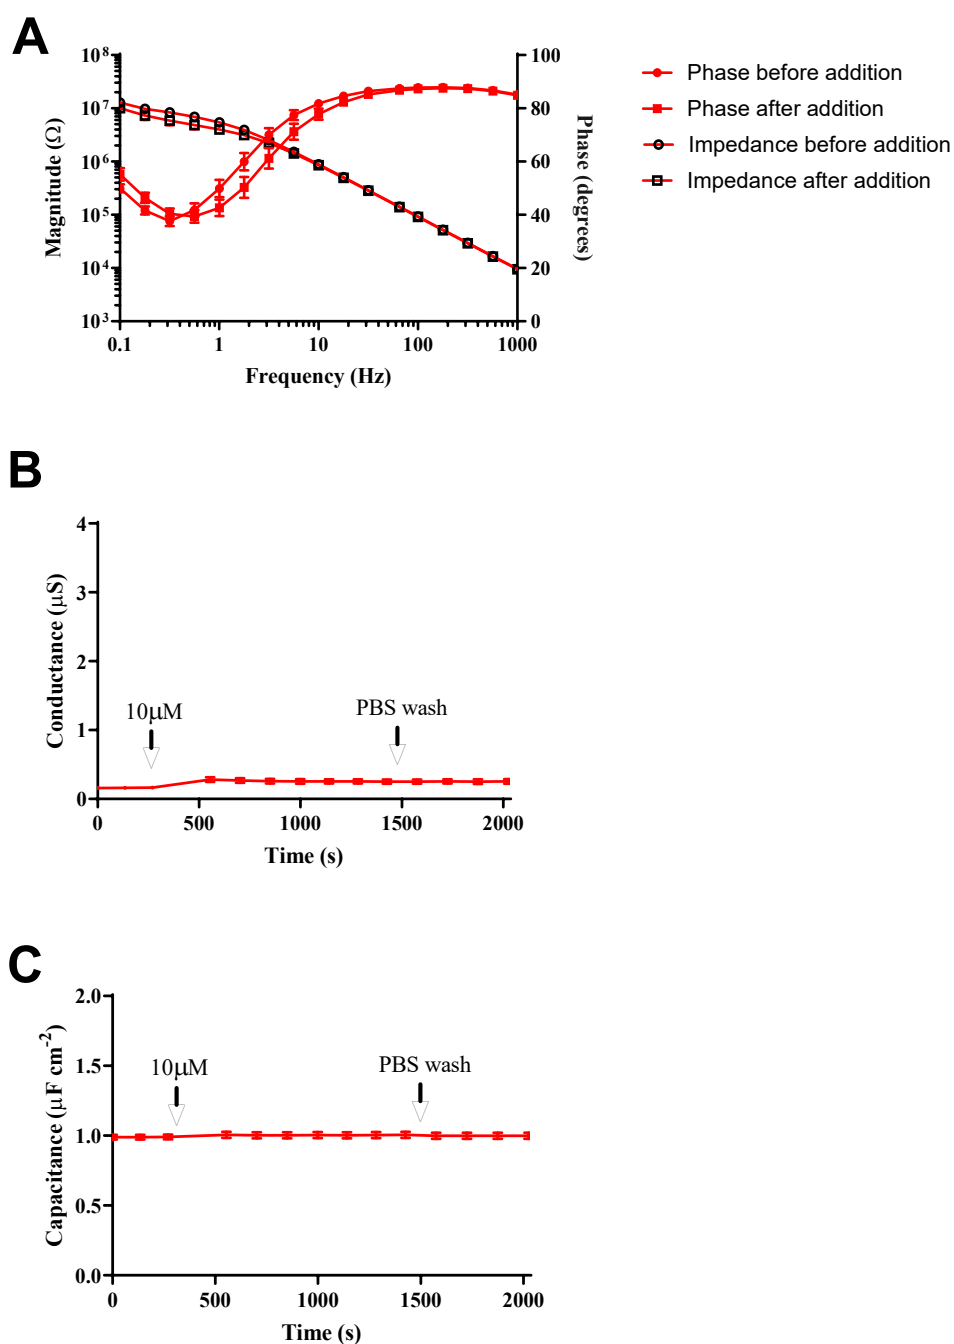 A
10⁸
10⁷
10⁶
10⁵
10⁴
10³
Magnitude (Ω)
100
80
60
40
20
0
Phase (degrees)
0.1 1 10 100 1000
Frequency (Hz)
Phase before addition
Phase after addition
Impedance before addition
Impedance after addition
B
4
3
2
1
0
Conductance (μS)
10μM
PBS wash
0 500 1000 1500 2000
Time (s)
C
2.0
1.5
1.0
0.5
0.0
Capacitance (μF cm⁻²)
10μM
PBS wash
0 500 1000 1500 2000
Time (s)